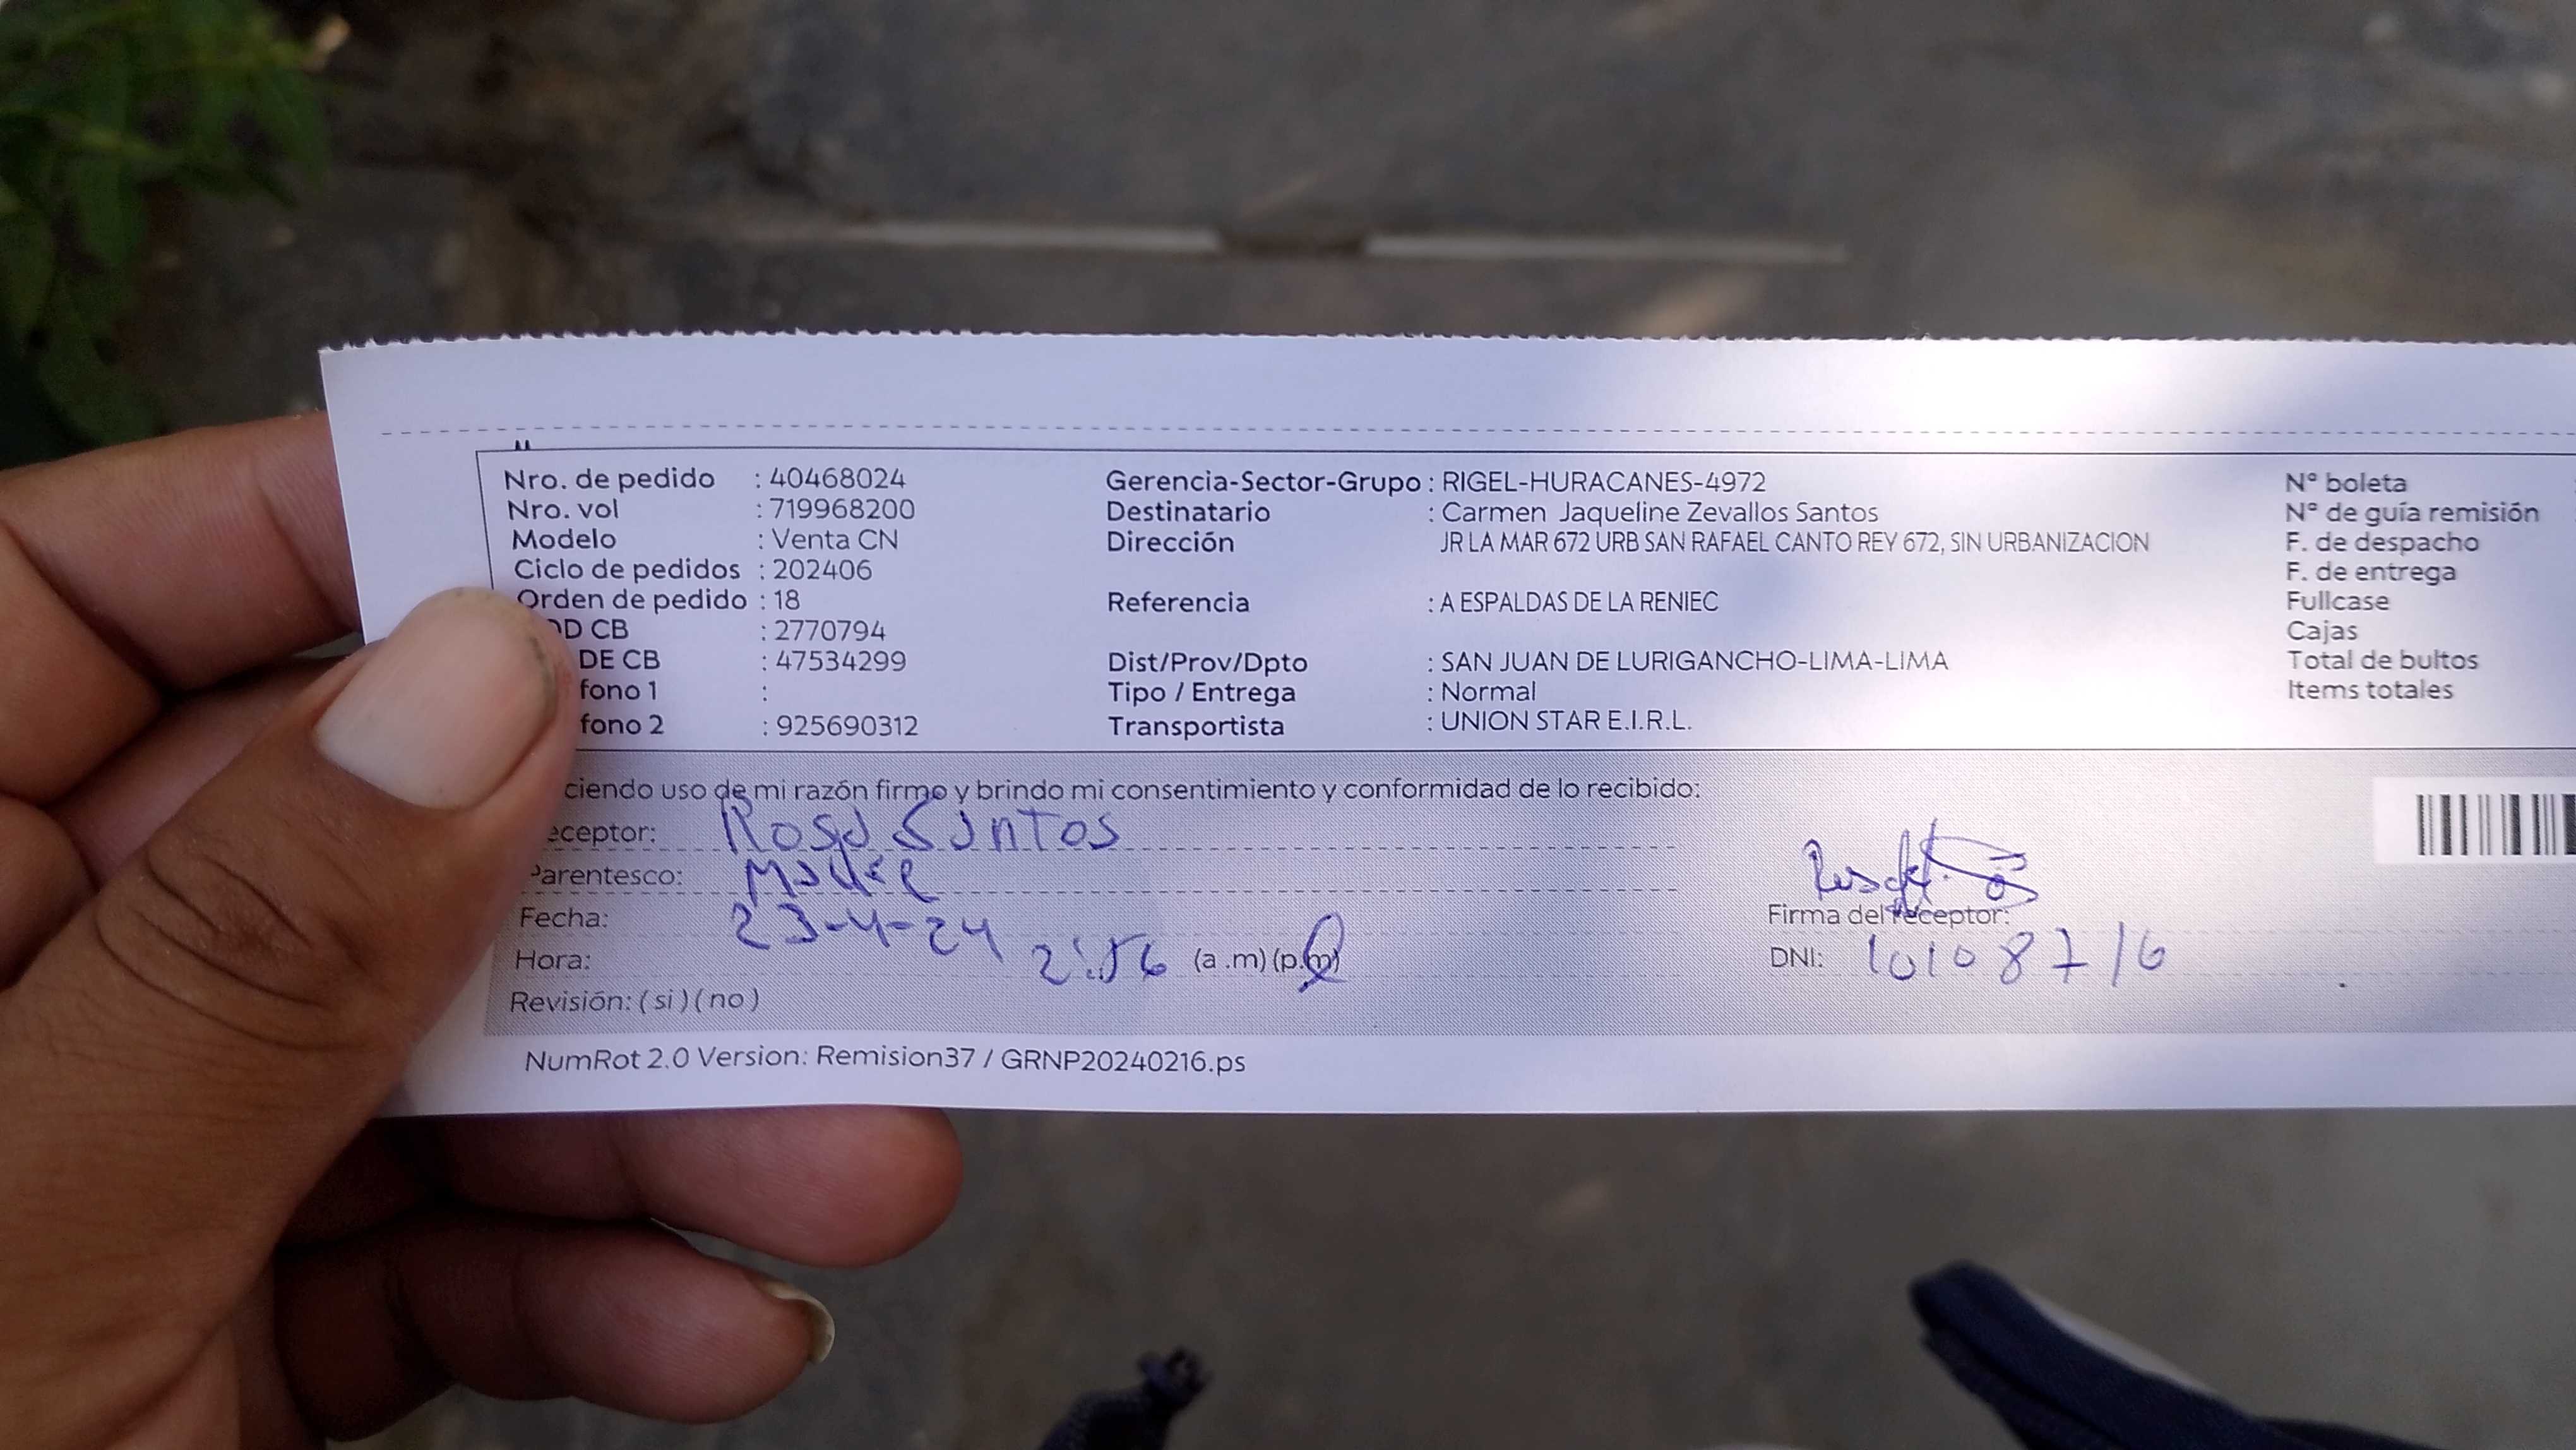 Nro. de pedido : 40468024
Nro. vol : 719968200
Modelo : Venta CN
Ciclo de pedidos : 202406
Orden de pedido : 18
OD CB : 2770794
DE CB : 47534299
fono 1 :
fono 2 : 925690312
Gerencia-Sector-Grupo : RIGEL-HURACANES-4972
Destinatario : Carmen Jaqueline Zevallos Santos
Dirección JR LA MAR 672 URB SAN RAFAEL CANTO REY 672, SIN URBANIZACION
Referencia : A ESPALDAS DE LA RENIEC
Dist/Prov/Dpto : SAN JUAN DE LURIGANCHO-LIMA-LIMA
Tipo / Entrega : Normal
Transportista : UNION STAR E.I.R.L.
N° boleta
N° de guía remisión
F. de despacho
F. de entrega
Fullcase
Cajas
Total de bultos
Items totales
ciendo uso de mi razón firmo y brindo mi consentimiento y conformidad de lo recibido:
eceptor: Rosa Santos
Parentesco: Madre
Fecha: 23-4-24
Hora: 2:56 (a .m) (p.m)
Revisión: ( si ) ( no )
Firma del receptor:
DNI: 10108716
NumRot 2.0 Version: Remision37 / GRNP20240216.ps